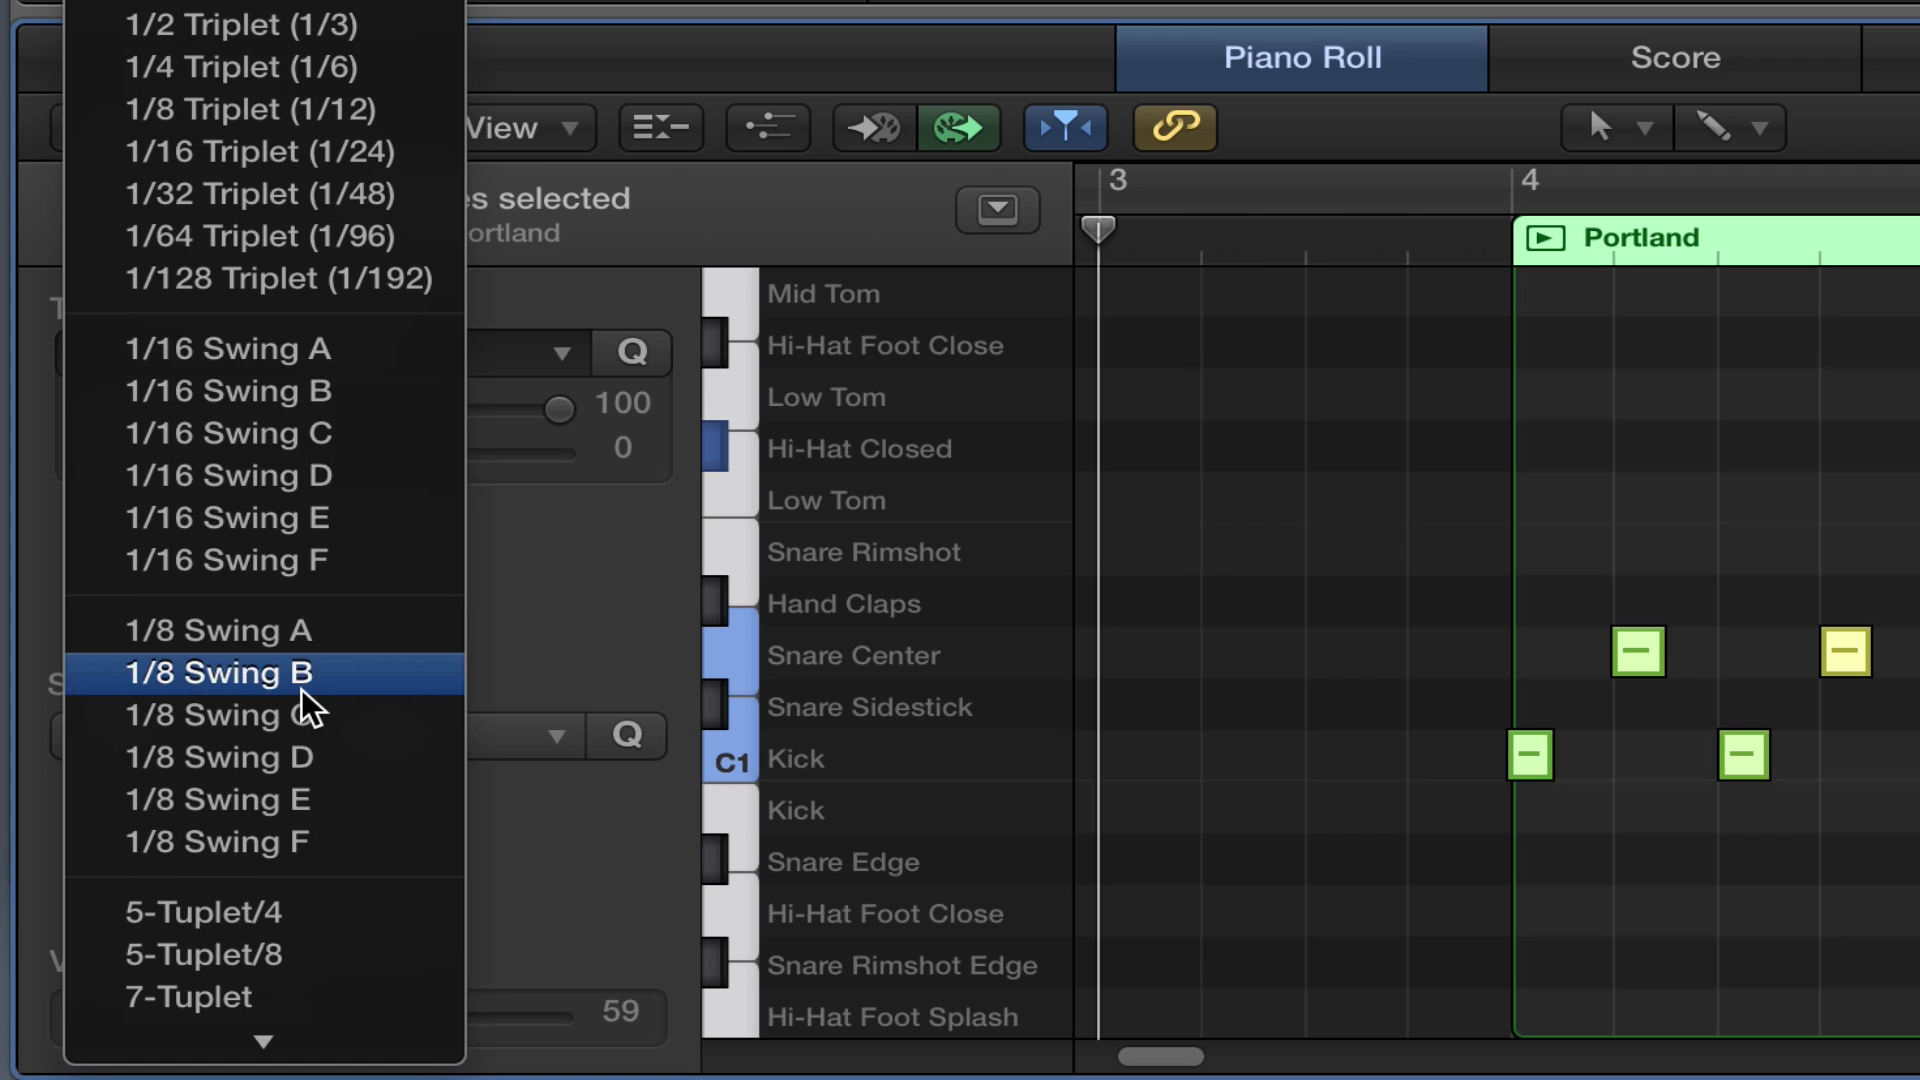 1/2 Triplet (1/3)
1/4 Triplet (1/6)
1/8 Triplet (1/12)
1/16 Triplet (1/24)
1/32 Triplet (1/48)
1/64 Triplet (1/96)
1/128 Triplet (1/192)
1/16 Swing A
1/16 Swing B
1/16 Swing C
1/16 Swing D
1/16 Swing E
1/16 Swing F
1/8 Swing A
1/8 Swing B
1/8 Swing C
1/8 Swing D
1/8 Swing E
1/8 Swing F
5-Tuplet/4
5-Tuplet/8
7-Tuplet
Piano Roll
Score
View
es selected
ortland
T
Q
100
0
S
Q
V
59
3
4
Portland
Mid Tom
Hi-Hat Foot Close
Low Tom
Hi-Hat Closed
Low Tom
Snare Rimshot
Hand Claps
Snare Center
Snare Sidestick
C1 Kick
Kick
Snare Edge
Hi-Hat Foot Close
Snare Rimshot Edge
Hi-Hat Foot Splash